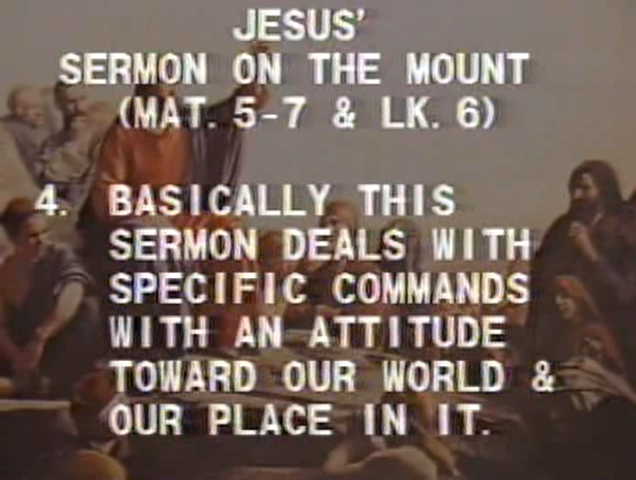 JESUS'
SERMON ON THE MOUNT
(MAT. 5-7 & LK. 6)
4. BASICALLY THIS
SERMON DEALS WITH
SPECIFIC COMMANDS
WITH AN ATTITUDE
TOWARD OUR WORLD &
OUR PLACE IN IT.